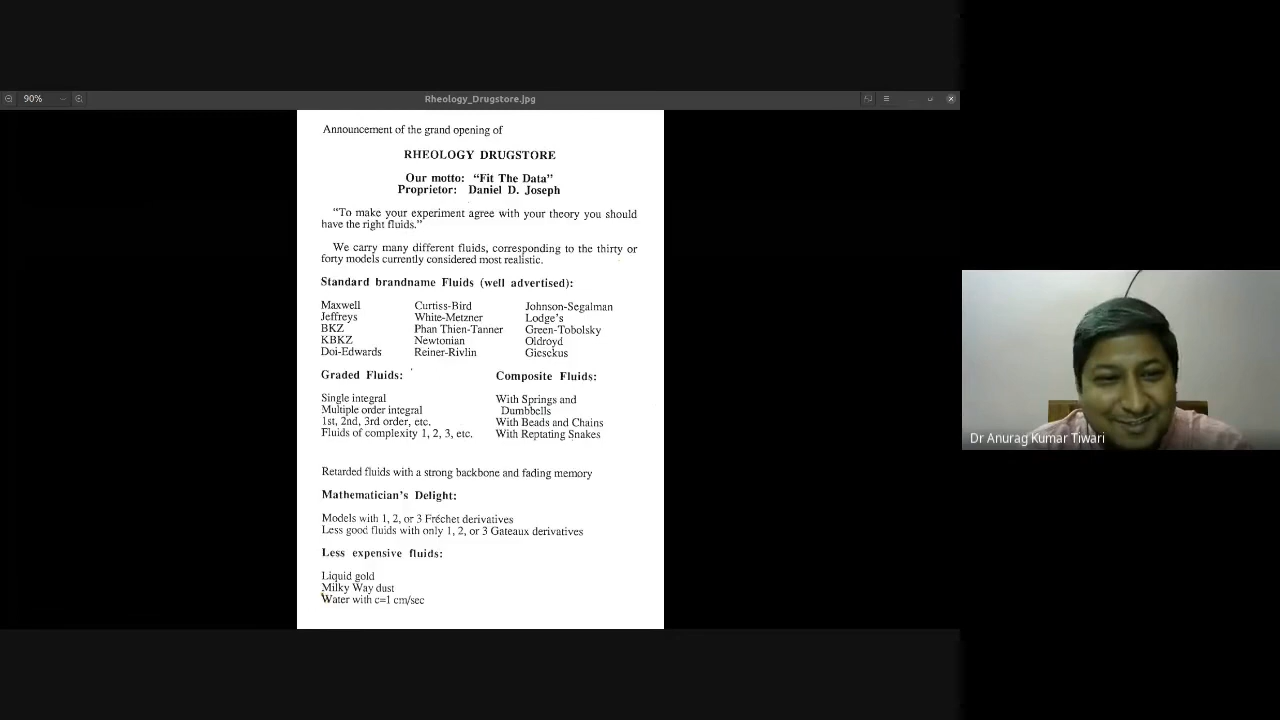 90%
Rheology_Drugstore.jpg
Announcement of the grand opening of
RHEOLOGY DRUGSTORE
Our motto: "Fit The Data"
Proprietor: Daniel D. Joseph
"To make your experiment agree with your theory you should
have the right fluids."
We carry many different fluids, corresponding to the thirty or
forty models currently considered most realistic.
Standard brandname Fluids (well advertised):
Maxwell Curtiss-Bird Johnson-Segalman
Jeffreys White-Metzner Lodge's
BKZ Phan Thien-Tanner Green-Tobolsky
KBKZ Newtonian Oldroyd
Doi-Edwards Reiner-Rivlin Giesekus
Graded Fluids: Composite Fluids:
Single integral With Springs and
Multiple order integral Dumbbells
1st, 2nd, 3rd order, etc. With Beads and Chains
Fluids of complexity 1, 2, 3, etc. With Reptating Snakes
Retarded fluids with a strong backbone and fading memory
Mathematician's Delight:
Models with 1, 2, or 3 Fréchet derivatives
Less good fluids with only 1, 2, or 3 Gateaux derivatives
Less expensive fluids:
Liquid gold
Milky Way dust
Water with c=1 cm/sec
Dr Anurag Kumar Tiwari